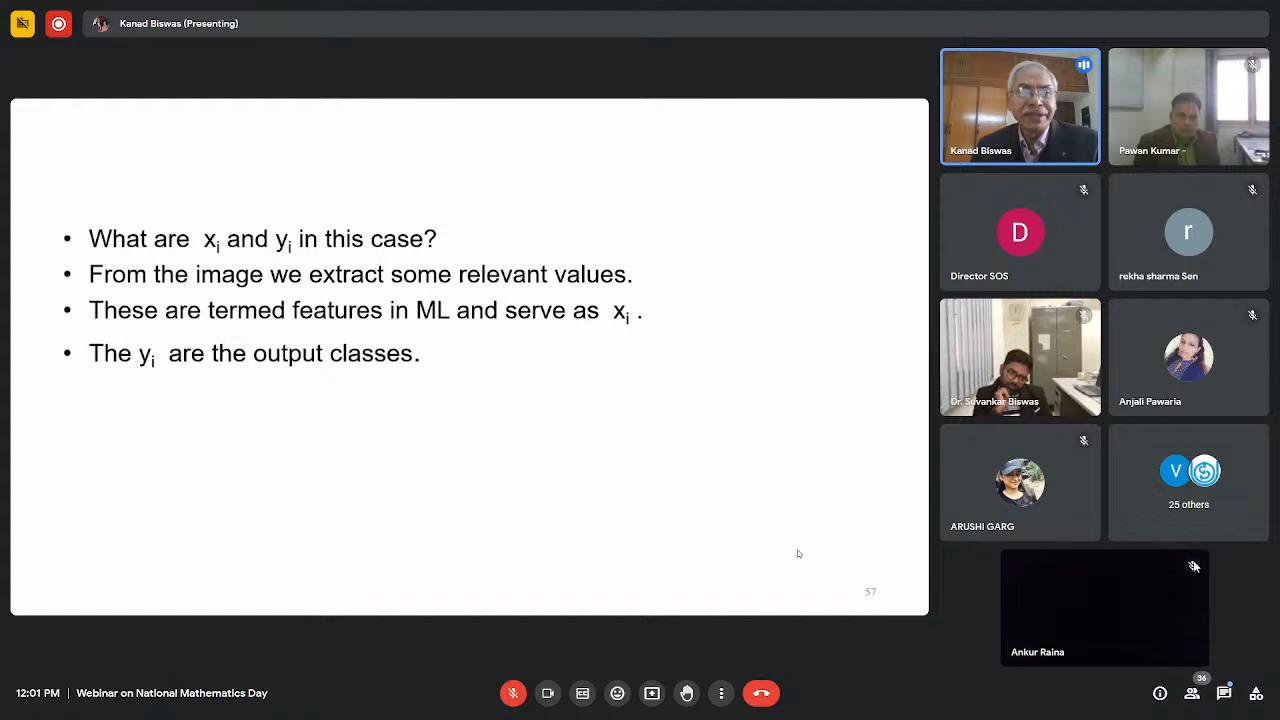 Kanad Biswas (Presenting)
• What are xi and yi in this case?
• From the image we extract some relevant values.
• These are termed features in ML and serve as xi .
• The yi are the output classes.
57
Kanad Biswas
Pawan Kumar -
D
Director SOS
r
rekha sharma Sen
Dr. Suvankar Biswas
Anjali Pawaria
ARUSHI GARG
V
25 others
Ankur Raina
12:01 PM | Webinar on National Mathematics Day
36